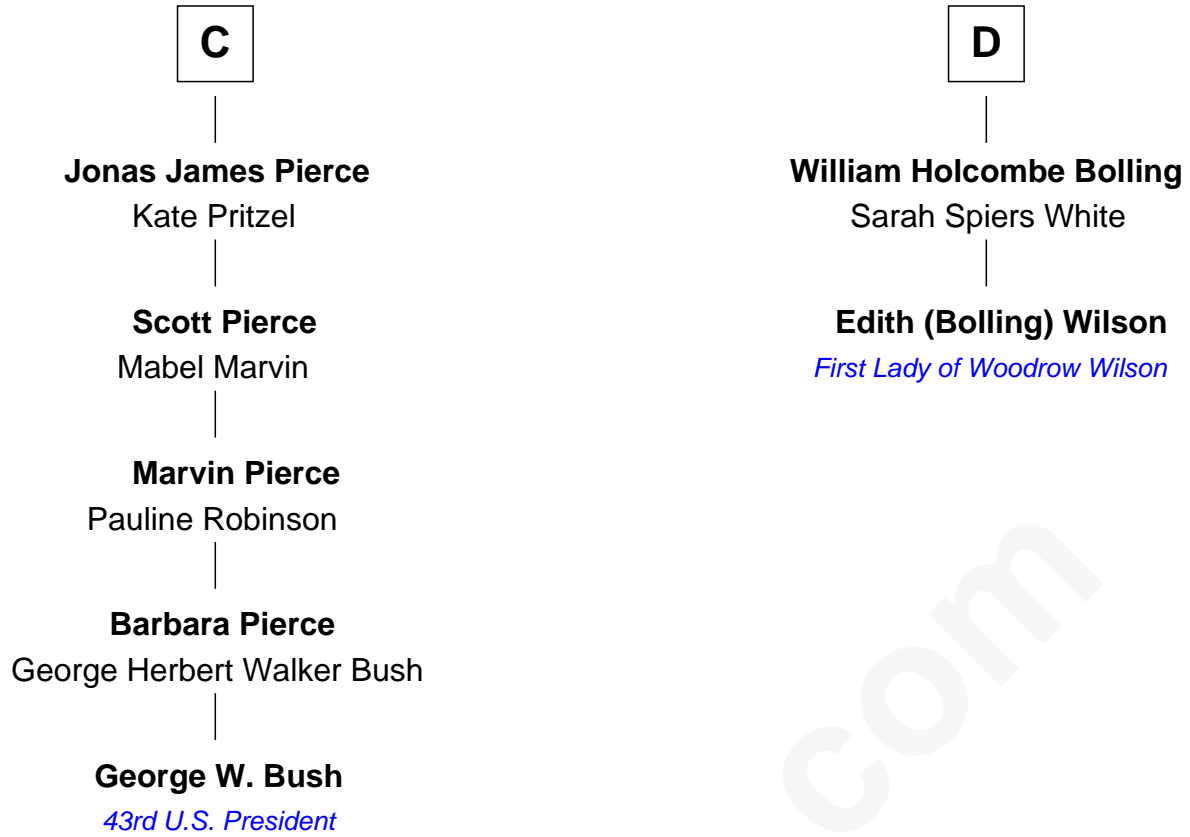 C
Jonas James Pierce
Kate Pritzel
Scott Pierce
Mabel Marvin
Marvin Pierce
Pauline Robinson
Barbara Pierce
George Herbert Walker Bush
George W. Bush
43rd U.S. President
D
William Holcombe Bolling
Sarah Spiers White
Edith (Bolling) Wilson
First Lady of Woodrow Wilson
com